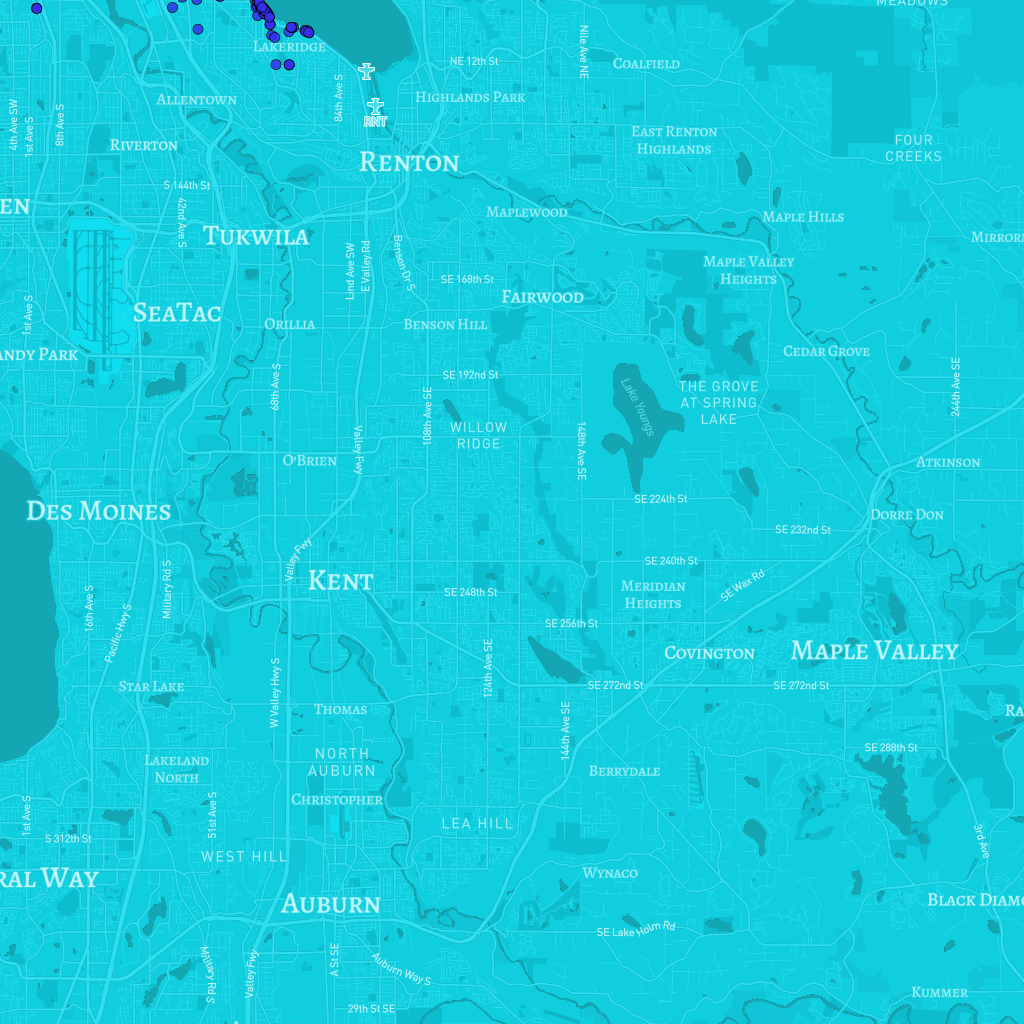 MEADOWS
LAKERIDGE
Nile Ave NE
NE 12th St
COALFIELD
84th Ave S
ALLENTOWN
HIGHLANDS PARK
4th Ave SW
1st Ave S
8th Ave S
RNT
EAST RENTON
HIGHLANDS
RIVERTON
FOUR
CREEKS
RENTON
S 144th St
EN
42nd Ave S
MAPLEWOOD
MAPLE HILLS
TUKWILA
MIRRORM
Lind Ave SW
E Valley Rd
Benson Dr S
MAPLE VALLEY
HEIGHTS
SE 168th St
FAIRWOOD
SEATAC
1st Ave S
ORILLIA
BENSON HILL
ANDY PARK
CEDAR GROVE
SE 192nd St
68th Ave S
108th Ave SE
THE GROVE
AT SPRING
LAKE
Lake Youngs
244th Ave SE
WILLOW
RIDGE
Valley Fwy
148th Ave SE
O'BRIEN
ATKINSON
SE 224th St
DES MOINES
DORRE DON
SE 232nd St
Valley Fwy
SE 240th St
KENT
Military Rd S
16th Ave S
SE 248th St
MERIDIAN
HEIGHTS
SE Wax Rd
SE 256th St
Pacific Hwy S
COVINGTON
MAPLE VALLEY
124th Ave SE
STAR LAKE
W Valley Hwy S
SE 272nd St
SE 272nd St
THOMAS
RA
144th Ave SE
SE 288th St
NORTH
AUBURN
LAKELAND
NORTH
BERRYDALE
CHRISTOPHER
1st Ave S
51st Ave S
LEA HILL
S 312th St
3rd Ave
WEST HILL
WYNACO
RAL WAY
AUBURN
BLACK DIAMO
SE Lake Holm Rd
A St SE
Military Rd S
Valley Fwy
Auburn Way S
KUMMER
29th St SE